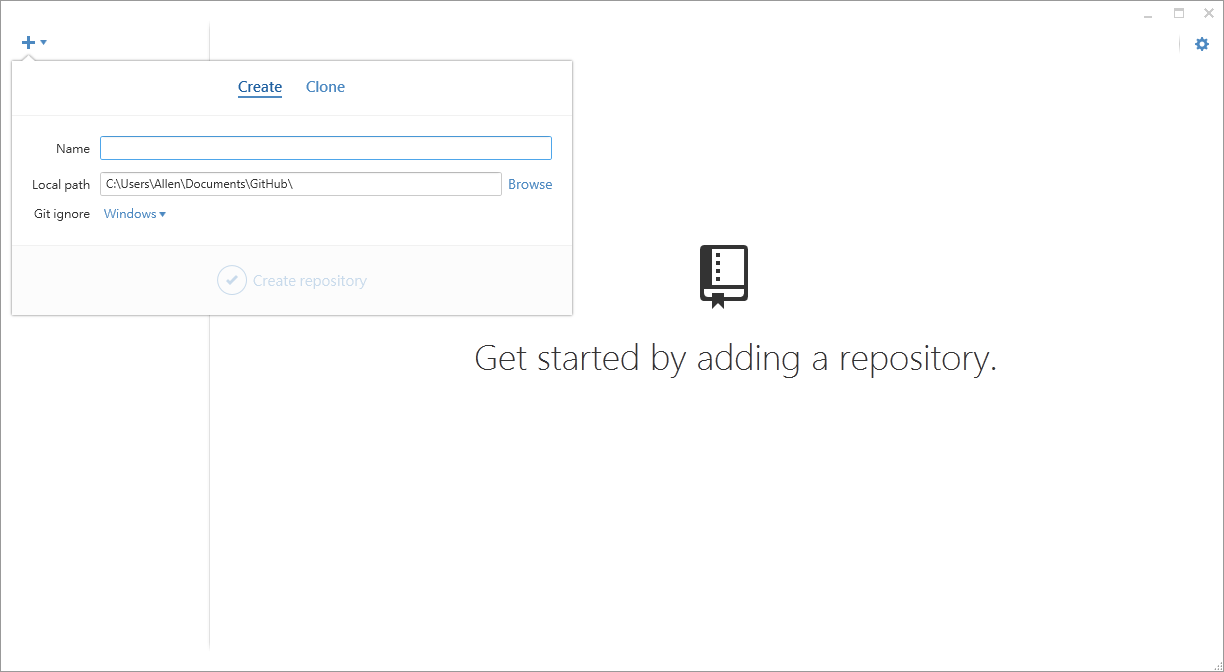 Create Clone
Name
Local path C:\Users\Allen\Documents\GitHub\ Browse
Git ignore Windows
Create repository
Get started by adding a repository.